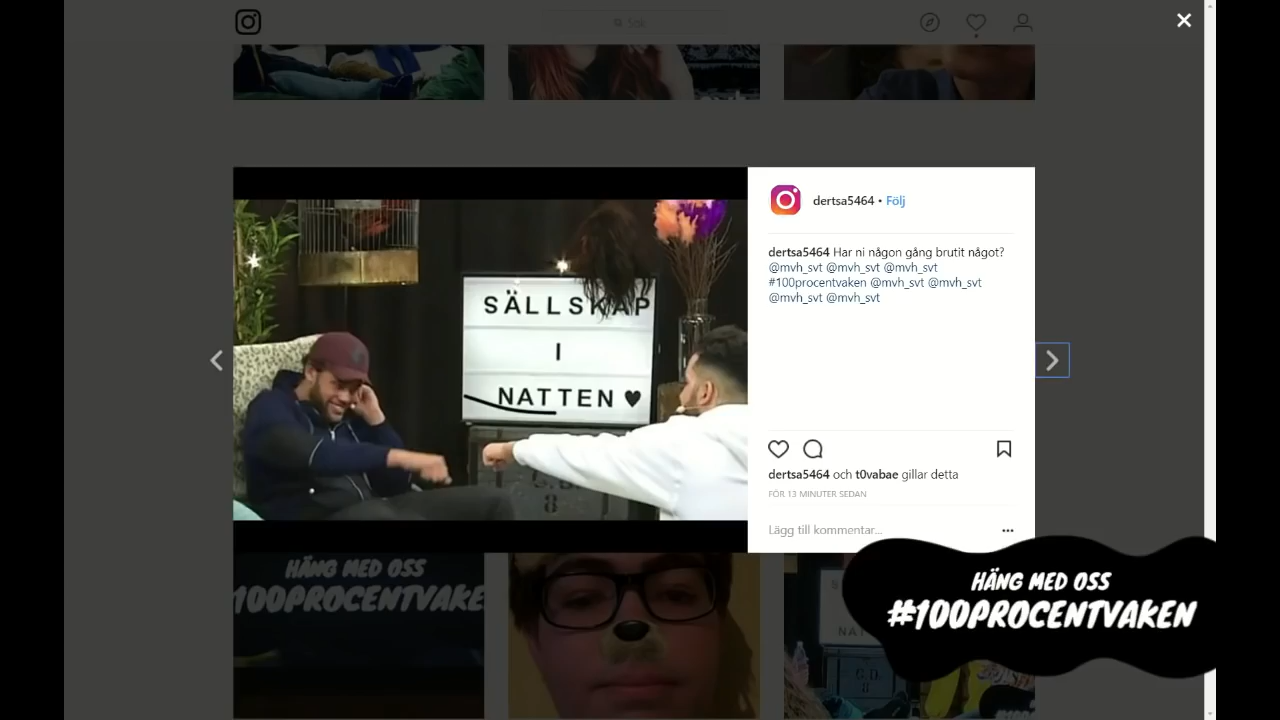 Sök
dertsa5464 • Följ
dertsa5464 Har ni någon gång brutit något?
@mvh_svt @mvh_svt @mvh_svt
#100procentvaken @mvh_svt @mvh_svt
@mvh_svt @mvh_svt
SÄLLSKAP
I
NATTEN ♥
G.D.
8
dertsa5464 och t0vabae gillar detta
FÖR 13 MINUTER SEDAN
Lägg till kommentar...
HÄNG MED OSS
#100PROCENTVAKEN
HÄNG MED OSS
#100PROCENTVAKEN
G.D.
8